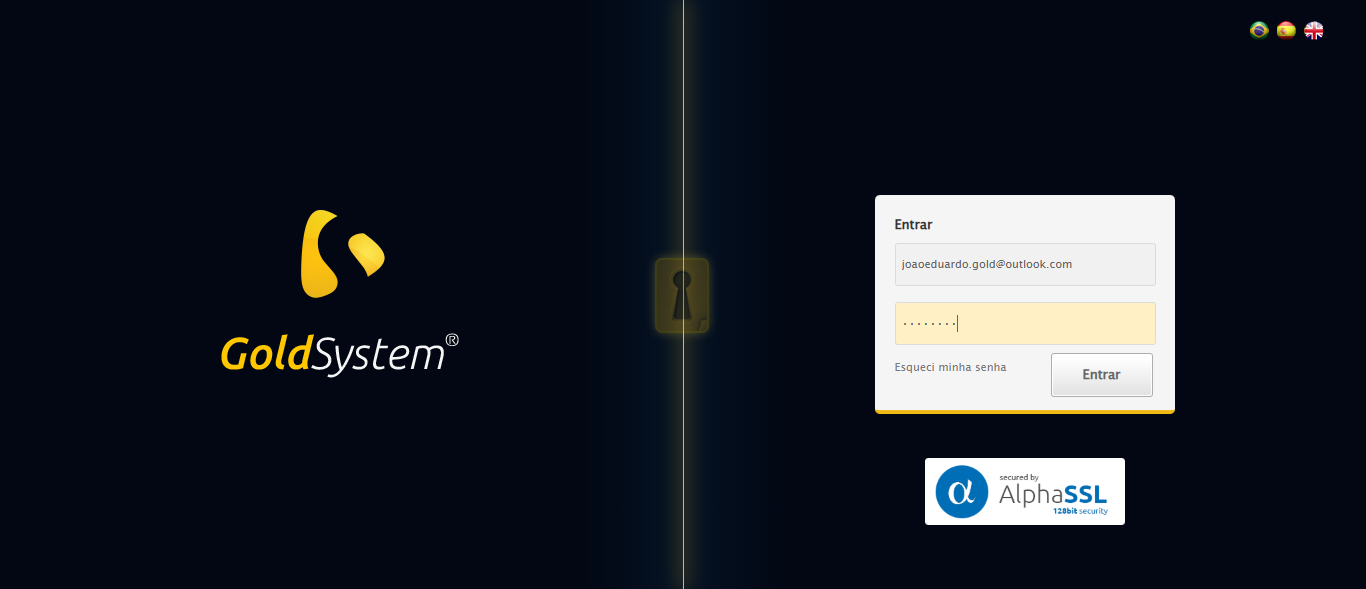 GoldSystem®
Entrar
joaoeduardo.gold@outlook.com
........
Esqueci minha senha
Entrar
α
secured by
AlphaSSL
128bit security